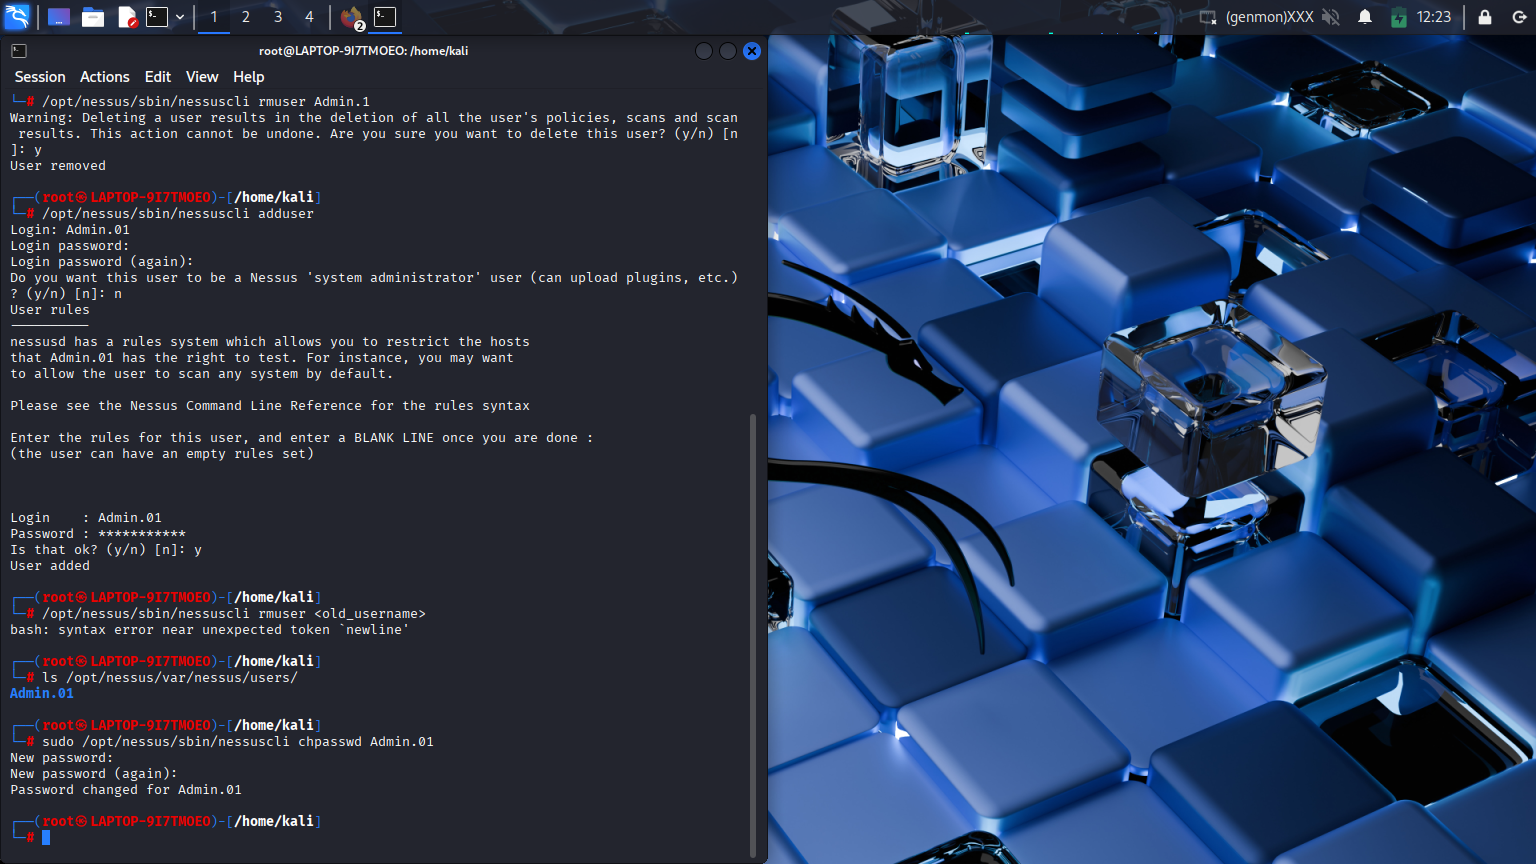 1 2 3 4 2 (genmon)XXX 12:23
root@LAPTOP-9I7TMOEO: /home/kali
Session Actions Edit View Help
└─# /opt/nessus/sbin/nessuscli rmuser Admin.1
Warning: Deleting a user results in the deletion of all the user's policies, scans and scan
 results. This action cannot be undone. Are you sure you want to delete this user? (y/n) [n
]: y
User removed
┌──(root㉿LAPTOP-9I7TMOEO)-[/home/kali]
└─# /opt/nessus/sbin/nessuscli adduser
Login: Admin.01
Login password:
Login password (again):
Do you want this user to be a Nessus 'system administrator' user (can upload plugins, etc.)
? (y/n) [n]: n
User rules
──────────
nessusd has a rules system which allows you to restrict the hosts
that Admin.01 has the right to test. For instance, you may want
to allow the user to scan any system by default.
Please see the Nessus Command Line Reference for the rules syntax
Enter the rules for this user, and enter a BLANK LINE once you are done :
(the user can have an empty rules set)
Login    : Admin.01
Password : ***********
Is that ok? (y/n) [n]: y
User added
┌──(root㉿LAPTOP-9I7TMOEO)-[/home/kali]
└─# /opt/nessus/sbin/nessuscli rmuser <old_username>
bash: syntax error near unexpected token `newline'
┌──(root㉿LAPTOP-9I7TMOEO)-[/home/kali]
└─# ls /opt/nessus/var/nessus/users/
Admin.01
┌──(root㉿LAPTOP-9I7TMOEO)-[/home/kali]
└─# sudo /opt/nessus/sbin/nessuscli chpasswd Admin.01
New password:
New password (again):
Password changed for Admin.01
┌──(root㉿LAPTOP-9I7TMOEO)-[/home/kali]
└─#